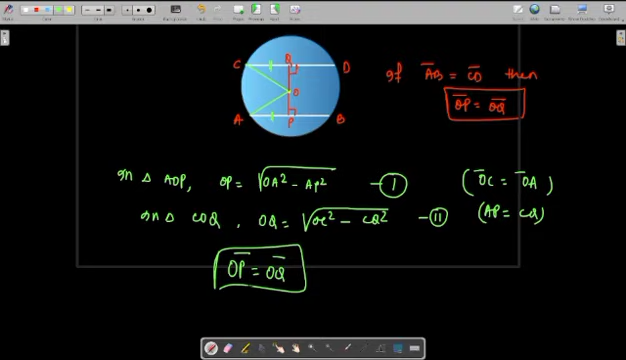 C Q D
O
A P B
If AB = CD then
OP = OQ
In △ AOP, OP = √OA² - AP² — I
(OC = OA)
In △ COQ, OQ = √OC² - CQ² — II
(AP = CQ)
OP = OQ